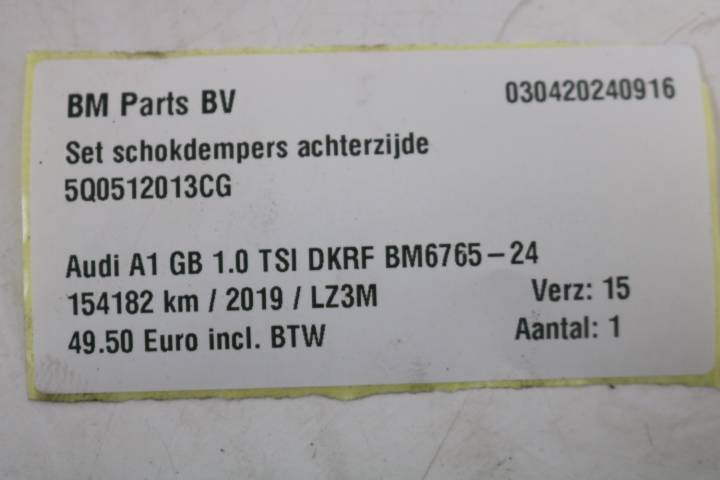 BM Parts BV 030420240916
Set schokdempers achterzijde
5Q0512013CG
Audi A1 GB 1.0 TSI DKRF BM6765-24
154182 km / 2019 / LZ3M Verz: 15
49.50 Euro incl. BTW Aantal: 1